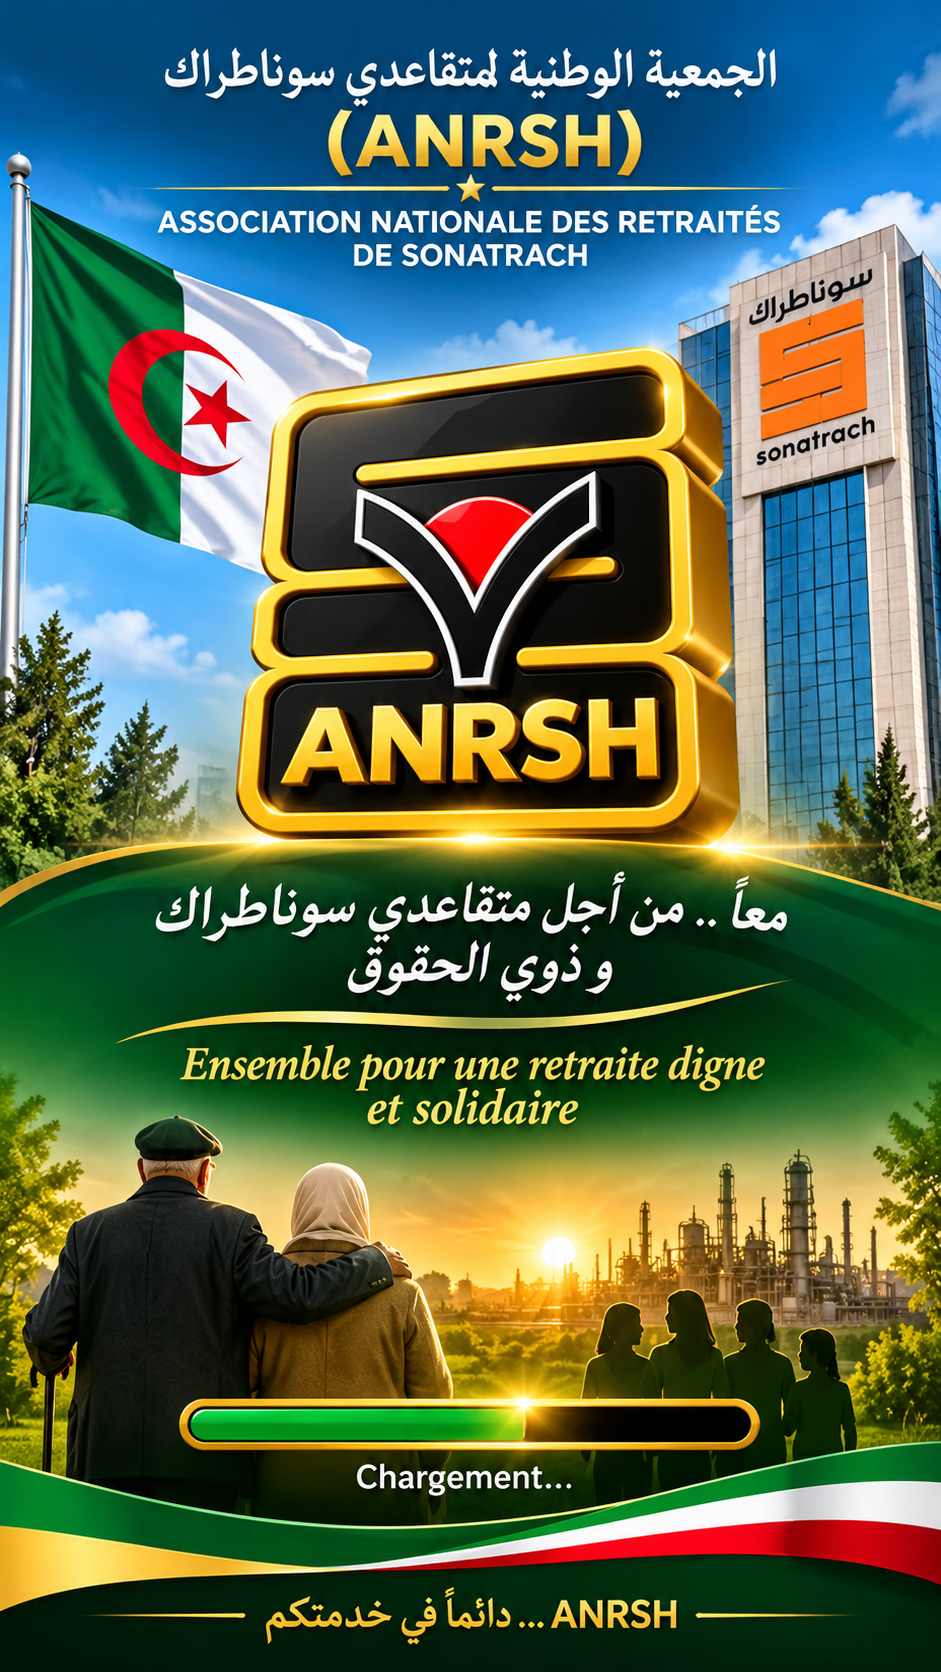 الجمعية الوطنية لمتقاعدي سوناطراك
(ANRSH)
ASSOCIATION NATIONALE DES RETRAITÉS
DE SONATRACH
سوناطراك
sonatrach
ANRSH
معاً .. من أجل متقاعدي سوناطراك
و ذوي الحقوق
Ensemble pour une retraite digne
et solidaire
Chargement...
ANRSH ... دائماً في خدمتكم